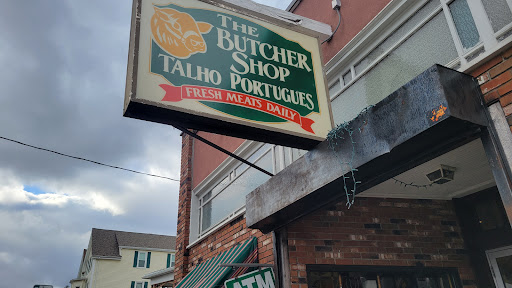 THE
BUTCHER
SHOP
TALHO PORTUGUES
FRESH MEATS DAILY
ATM